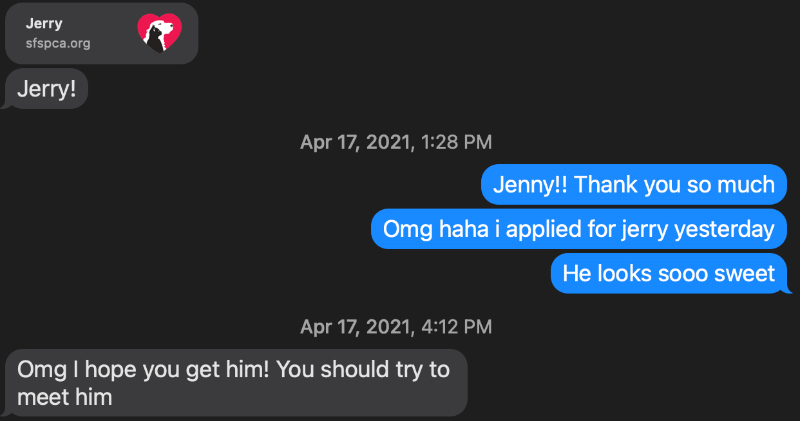 Jerry
sfspca.org
Jerry!
Apr 17, 2021, 1:28 PM
Jenny!! Thank you so much
Omg haha i applied for jerry yesterday
He looks sooo sweet
Apr 17, 2021, 4:12 PM
Omg I hope you get him! You should try to
meet him